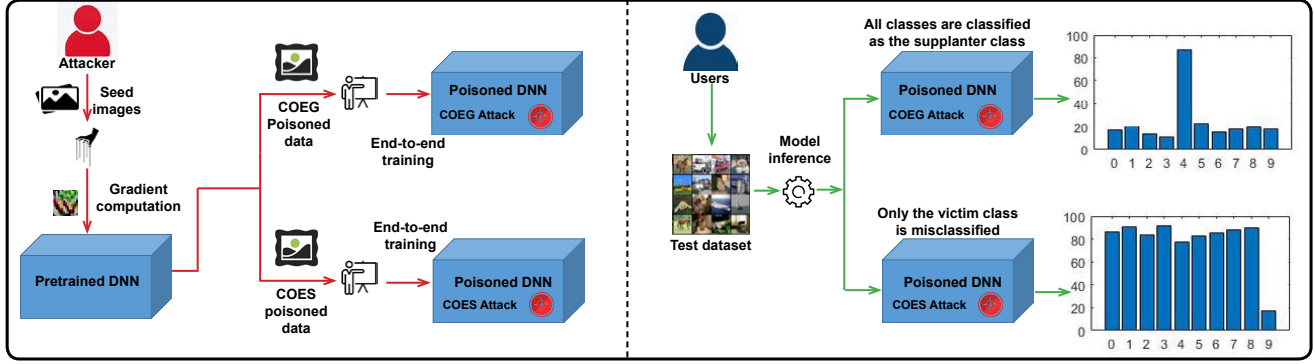 Attacker
Seed
images
Gradient
computation
Pretrained DNN
COEG
Poisoned
data
End-to-end
training
Poisoned DNN
COEG Attack
COES
poisoned
data
End-to-end
training
Poisoned DNN
COES Attack
Users
Test dataset
Model
inference
All classes are classified
as the supplanter class
Poisoned DNN
COEG Attack
100
80
60
40
20
0
0 1 2 3 4 5 6 7 8 9
Only the victim class
is misclassified
Poisoned DNN
COES Attack
100
80
60
40
20
0
0 1 2 3 4 5 6 7 8 9